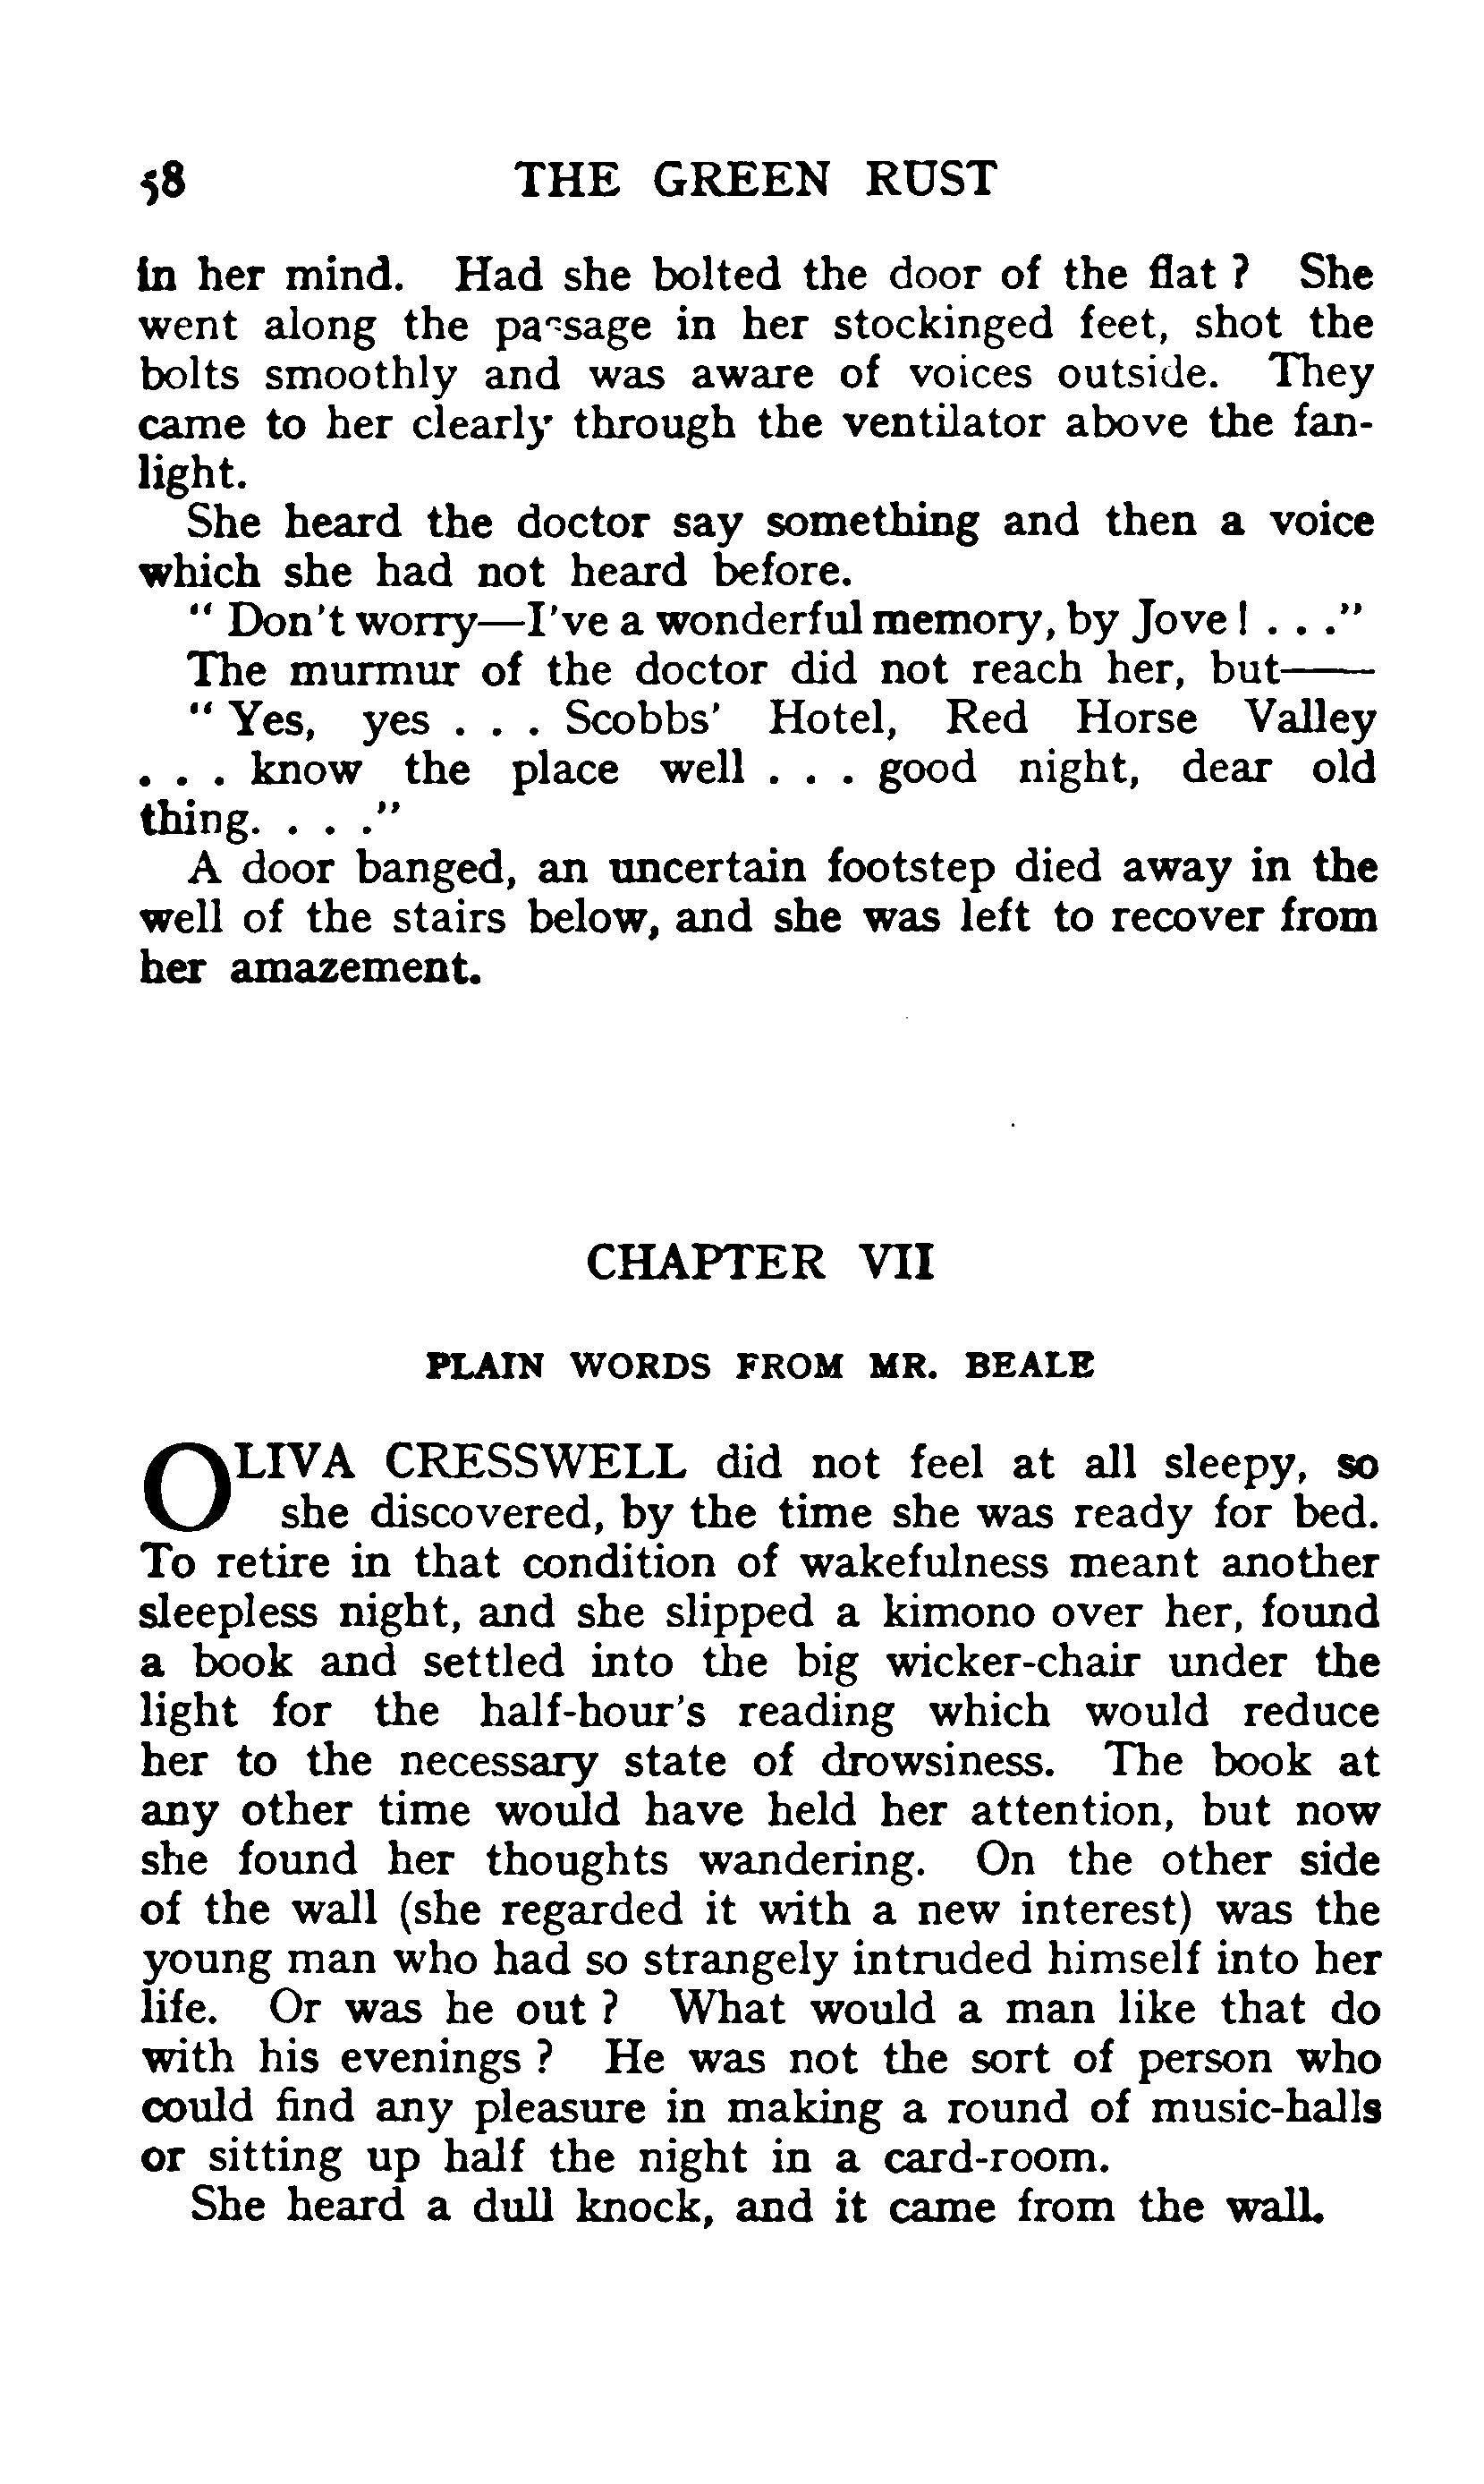 58 THE GREEN RUST
in her mind. Had she bolted the door of the flat ? She
went along the passage in her stockinged feet, shot the
bolts smoothly and was aware of voices outside. They
came to her clearly through the ventilator above the fan-
light.
She heard the doctor say something and then a voice
which she had not heard before.
" Don't worry—I've a wonderful memory, by Jove ! . . ."
The murmur of the doctor did not reach her, but——
" Yes, yes . . . Scobbs' Hotel, Red Horse Valley
. . . know the place well . . . good night, dear old
thing. . . ."
A door banged, an uncertain footstep died away in the
well of the stairs below, and she was left to recover from
her amazement.
CHAPTER VII
PLAIN WORDS FROM MR. BEALE
OLIVA CRESSWELL did not feel at all sleepy, so
she discovered, by the time she was ready for bed.
To retire in that condition of wakefulness meant another
sleepless night, and she slipped a kimono over her, found
a book and settled into the big wicker-chair under the
light for the half-hour's reading which would reduce
her to the necessary state of drowsiness. The book at
any other time would have held her attention, but now
she found her thoughts wandering. On the other side
of the wall (she regarded it with a new interest) was the
young man who had so strangely intruded himself into her
life. Or was he out ? What would a man like that do
with his evenings ? He was not the sort of person who
could find any pleasure in making a round of music-halls
or sitting up half the night in a card-room.
She heard a dull knock, and it came from the wall.